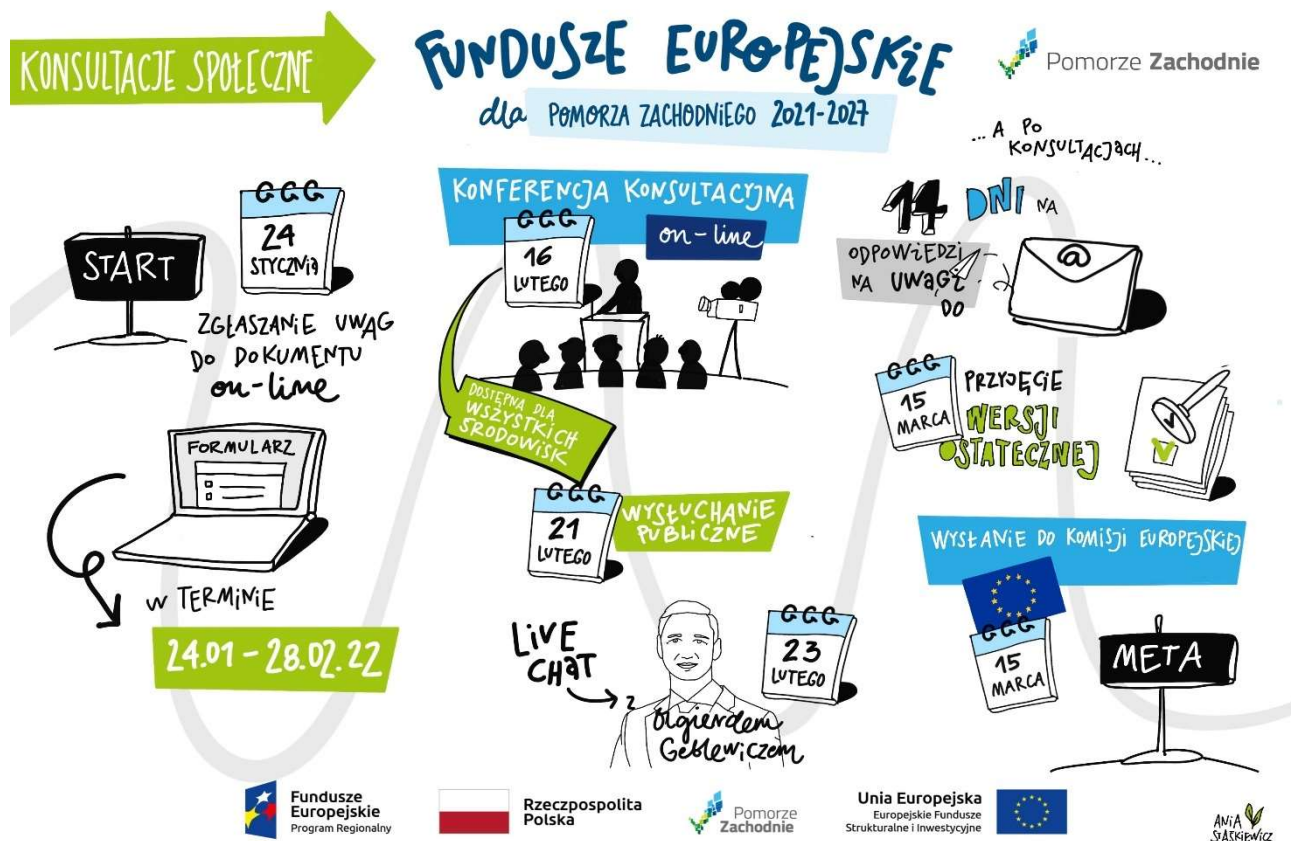 KONSULTACJE SPOŁECZNE
FUNDUSZE EUROPEJSKIE
dla POMORZA ZACHODNIEGO 2021-2027
Pomorze Zachodnie
START
24
STYCZNIA
ZGŁASZANIE UWAG
DO DOKUMENTU
on-line
FORMULARZ
W TERMINIE
24.01 – 28.02.22
KONFERENCJA KONSULTACYJNA
on-line
16
LUTEGO
DOSTĘPNA DLA
WSZYSTKICH
ŚRODOWISK
21
LUTEGO
WYSŁUCHANIE
PUBLICZNE
LIVE
CHAT
z
Olgierdem
Geblewiczem
23
LUTEGO
... A PO
KONSULTACJACH...
14 DNI NA
ODPOWIEDZI
NA UWAGI
DO
@
15
MARCA
PRZYJĘCIE
WERSJI
OSTATECZNEJ
WYSŁANIE DO KOMISJI EUROPEJSKIEJ
15
MARCA
META
Fundusze
Europejskie
Program Regionalny
Rzeczpospolita
Polska
Pomorze
Zachodnie
Unia Europejska
Europejskie Fundusze
Strukturalne i Inwestycyjne
ANIA
STAŚKIEWICZ